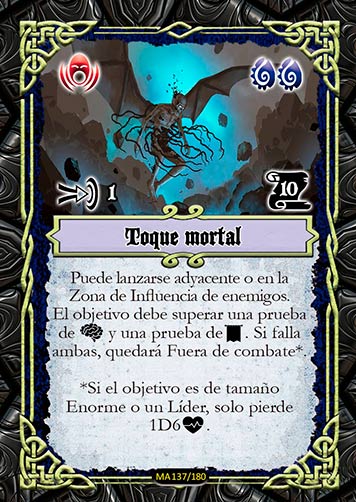 1
10
Toque mortal
Puede lanzarse adyacente o en la
Zona de Influencia de enemigos.
El objetivo debe superar una prueba
de y una prueba de . Si falla
ambas, quedará Fuera de combate*.
*Si el objetivo es de tamaño
Enorme o un Líder, solo pierde
1D6 .
MA137/180